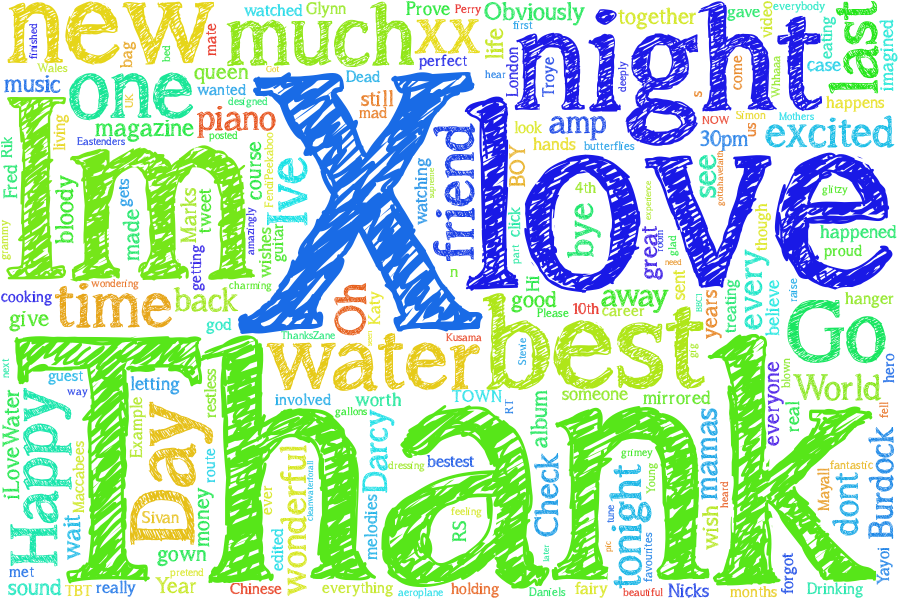 new
finished
Wales
bag
bed
mate
much
watched
Glynn
xx
Prove
Perry
perfect
Obviously
life
hear
first
London
Troye
night
together
deeply
gave
video
everybody
Whhaaa
come
s
NOW
Simon
us
Mothers
case
eating
last
imagined
happens
music
one
UK
queen
wanted
designed
Oot
Dead
still
mad
magazine
piano
posted
Eastenders
living
Im
Fred
Rik
grammy
bloody
made
gets
Marks
tweet
getting
amazingly
course
FendiPeekaboo
wishes
guitar
Ive
charming
X
watching
supreme
friend
n
love
look
hands
amp
butterflies
30pm
excited
BOY
Click
part
Hi
4th
bye
experience
great
room
glad
need
see
gottahavefaith
though
glitzy
happened
proud
cooking
wondering
time
back
give
god
oh
Katy
ThanksZane
Kusama
good
Please
10th
away
career
sent
BBC1
years
treating
every
believe
raise
hanger
Go
hero
water
best
Stevie
grg
next
Thank
guest
way
letting
restless
involved
gallons
worth
TOWN
RT
someone
mirrored
everyone
blown
real
World
fell
iLoveWater
Happy
Maccabees
Example
Day
Sivan
route
money
gown
wonderful
ever
edited
cleanwaterforall
Darcy
melodies
dressing
bestest
feeling
RS
album
Check
later
grimey
Young
tonight
tune
pic
favourites
mamas
heard
wish
fantastic
Mayall
dont
Burdock
Yayoi
wait
met
sound
TBT
really
pretend
Year
Chinese
everything
aeroplane
holding
Daniels
fairy
beautiful
Nicks
months
forgot
Drinking